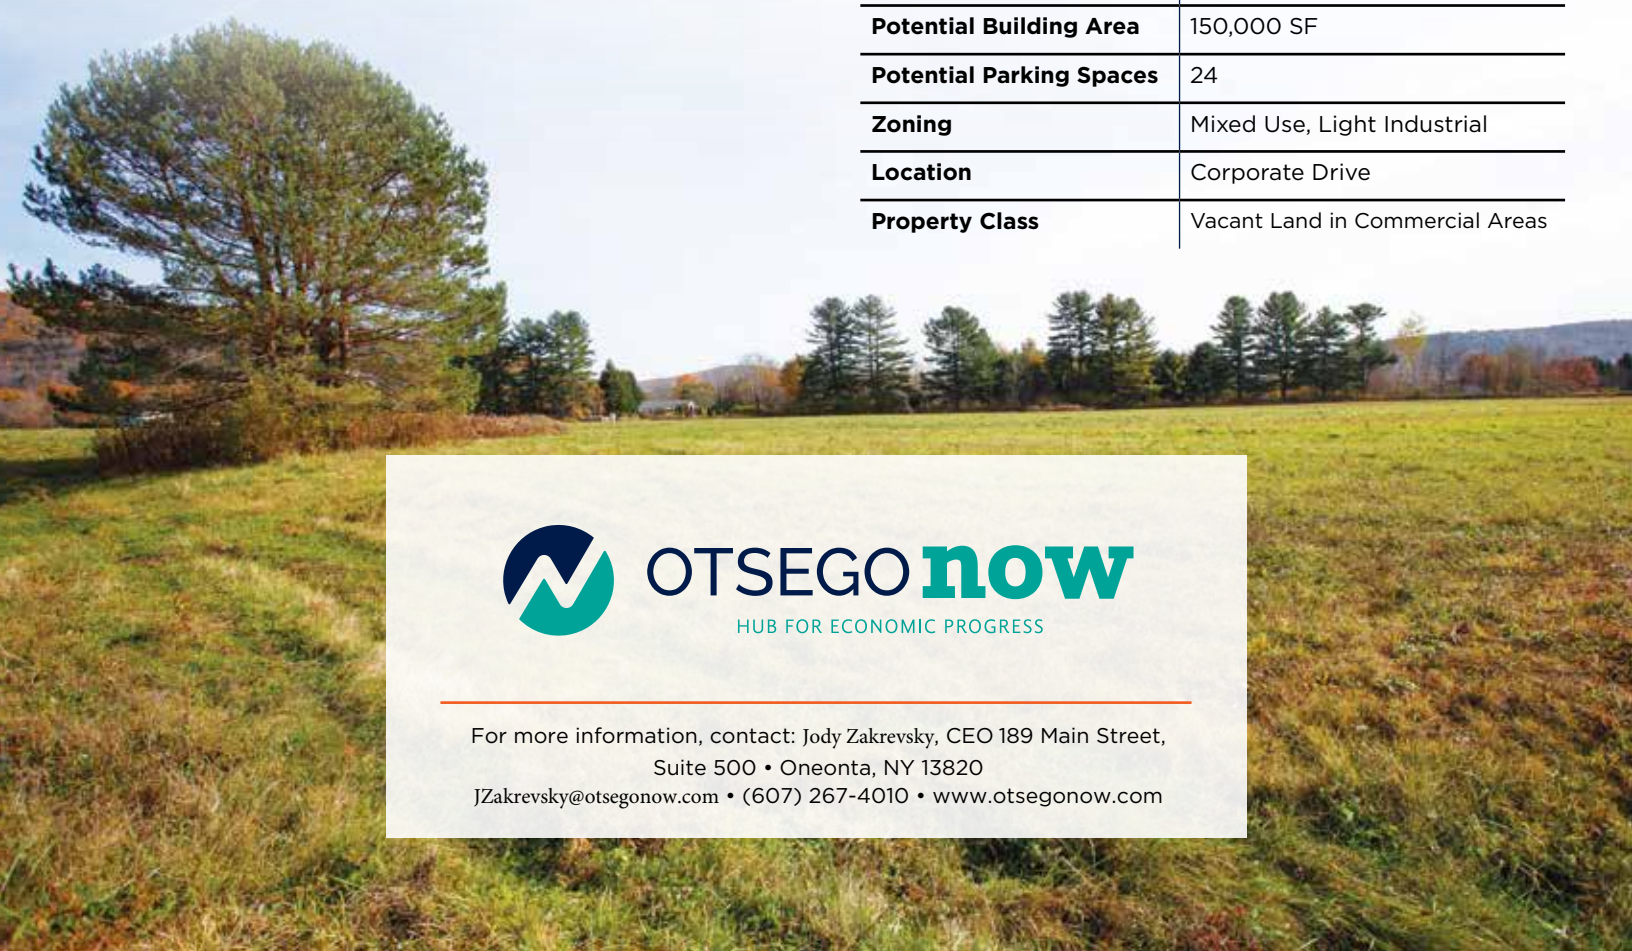 Potential Building Area 150,000 SF
Potential Parking Spaces 24
Zoning Mixed Use, Light Industrial
Location Corporate Drive
Property Class Vacant Land in Commercial Areas
OTSEGO now
HUB FOR ECONOMIC PROGRESS
For more information, contact: Jody Zakrevsky, CEO 189 Main Street,
Suite 500 • Oneonta, NY 13820
JZakrevsky@otsegonow.com • (607) 267-4010 • www.otsegonow.com